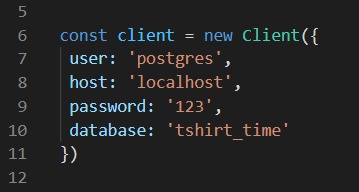 5
6 const client = new Client({
7 user: 'postgres',
8 host: 'localhost',
9 password: '123',
10 database: 'tshirt_time'
11 })
12